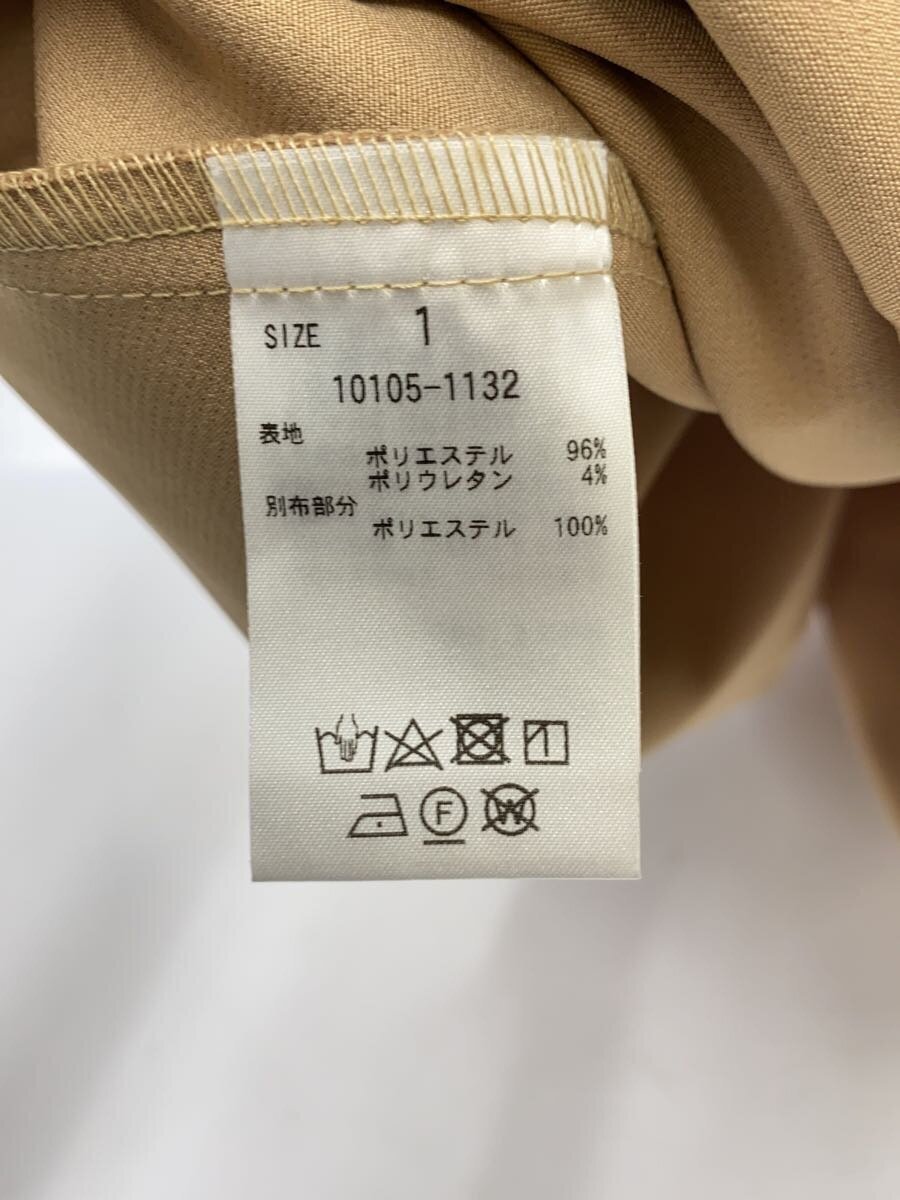 SIZE 1
10105-1132
表地
ポリエステル 96%
ポリウレタン 4%
別布部分
ポリエステル 100%
F W